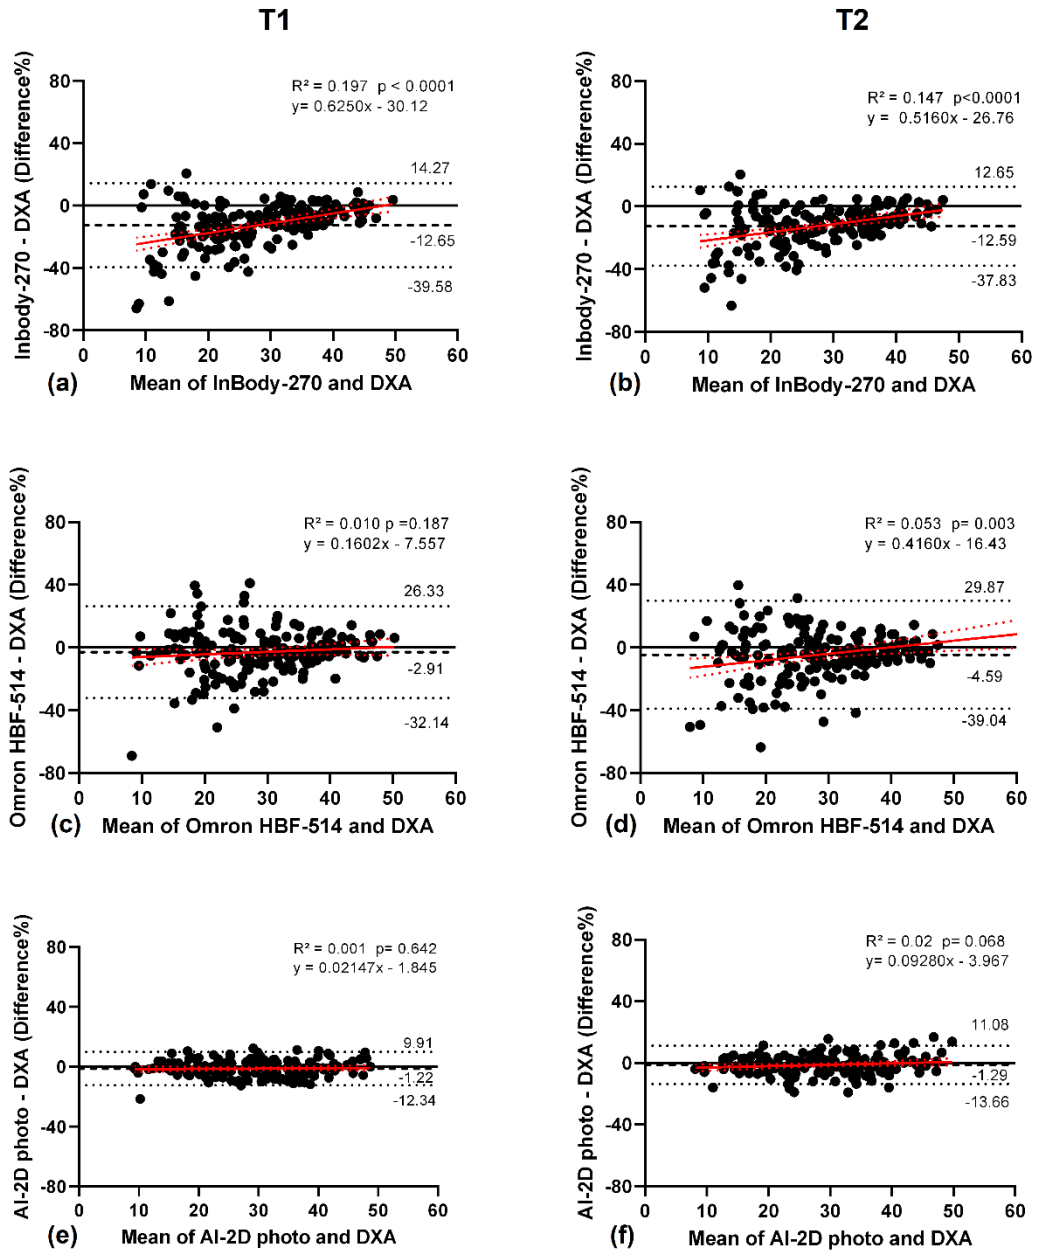 T1
T2
Inbody-270 - DXA (Difference%)
80
40
0
-40
-80
R² = 0.197 p < 0.0001
y= 0.6250x - 30.12
14.27
-12.65
-39.58
0 10 20 30 40 50 60
(a) Mean of InBody-270 and DXA
Inbody-270 - DXA (Difference%)
80
40
0
-40
-80
R² = 0.147 p<0.0001
y = 0.5160x - 26.76
12.65
-12.59
-37.83
0 10 20 30 40 50 60
(b) Mean of InBody-270 and DXA
Omron HBF-514 - DXA (Difference%)
80
40
0
-40
-80
R² = 0.010 p =0.187
y = 0.1602x - 7.557
26.33
-2.91
-32.14
0 10 20 30 40 50 60
(c) Mean of Omron HBF-514 and DXA
Omron HBF-514 - DXA (Difference%)
80
40
0
-40
-80
R² = 0.053 p= 0.003
y = 0.4160x - 16.43
29.87
-4.59
-39.04
0 10 20 30 40 50 60
(d) Mean of Omron HBF-514 and DXA
AI-2D photo - DXA (Difference%)
80
40
0
-40
-80
R² = 0.001 p= 0.642
y = 0.02147x - 1.845
9.91
-1.22
-12.34
0 10 20 30 40 50 60
(e) Mean of AI-2D photo and DXA
AI-2D photo - DXA (Difference%)
80
40
0
-40
-80
R² = 0.02 p= 0.068
y= 0.09280x - 3.967
11.08
-1.29
-13.66
0 10 20 30 40 50 60
(f) Mean of AI-2D photo and DXA